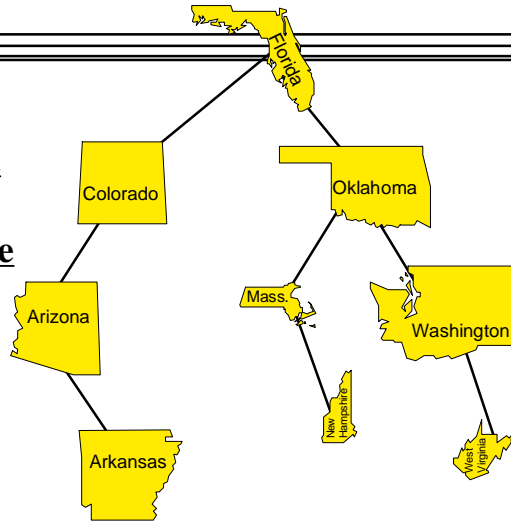 Florida
Colorado
Oklahoma
e
Arizona
Mass.
Washington
New
Hampshire
Arkansas
West
Virginia